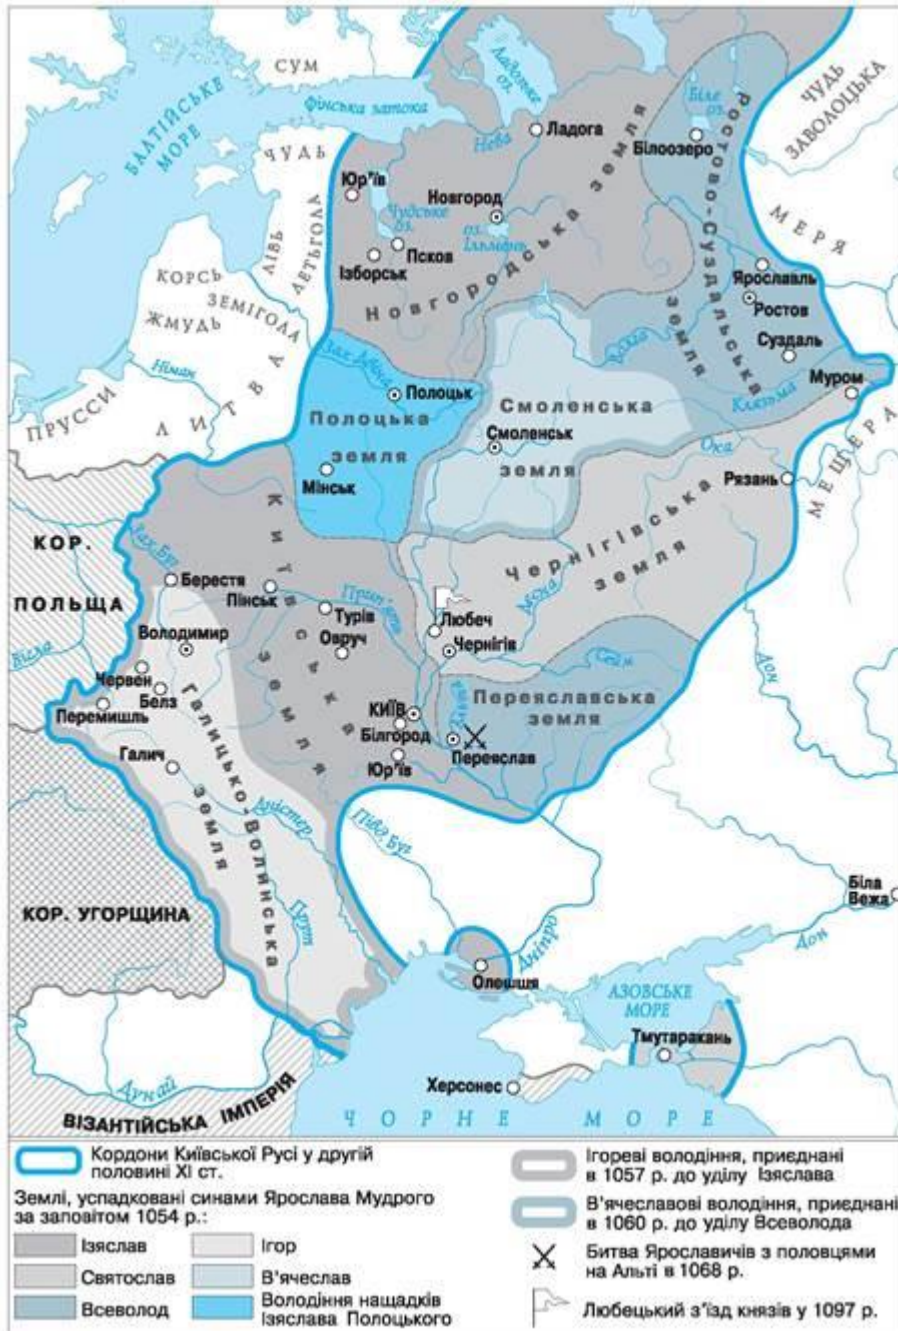 СУМ
Ладозьке
оз.
БАЛТІЙСЬКЕ
МОРЕ
Фінська затока
Нева
Ладога
Біле
оз.
Білоозеро
ЧУДЬ
ЗАВОЛОЦЬКА
ЧУДЬ
Юр'їв
Чудське
оз.
Новгород
оз.
Ільмень
Псков
Ізборськ
Новгородська земля
Ростово-Суздальська
земля
МЕРЯ
ЛІВЬ
ЛЕТЬГОЛА
КОРСЬ
ЗЕМІГОЛА
ЖМУДЬ
Ярославль
Ростов
Суздаль
Муром
Волга
Клязьма
Німан
ПРУССИ
ЛИТВА
Зах. Двіна
Полоцьк
Полоцька
земля
Мінськ
Смоленська
Смоленськ
земля
Ока
Рязань
МЕЩЕРА
Чернігівська
земля
КОР.
ПОЛЬЩА
Зах. Буг
Берестя
Пінськ
Прип'ять
Турів
Овруч
Київська
земля
Любеч
Чернігів
Сейм
Дон
Вісла
Володимир
Червен
Белз
Перемишль
Галич
Галицько-Волинська
земля
КИЇВ
Білгород
Юр'їв
Переяславська
земля
Переяслав
Дністер
Півд. Буг
Прут
КОР. УГОРЩИНА
Біла
Вежа
Дон
Дніпро
Олешшя
АЗОВСЬКЕ
МОРЕ
Тмутаракань
Херсонес
Дунай
ВІЗАНТІЙСЬКА ІМПЕРІЯ
ЧОРНЕ МОРЕ
Кордони Київської Русі у другій
половині XI ст.
Землі, успадковані синами Ярослава Мудрого
за заповітом 1054 р.:
Ізяслав
Святослав
Всеволод
Ігор
В'ячеслав
Володіння нащадків
Ізяслава Полоцького
Ігореві володіння, приєднані
в 1057 р. до уділу Ізяслава
В'ячеславові володіння, приєднані
в 1060 р. до уділу Всеволода
Битва Ярославичів з половцями
на Альті в 1068 р.
Любецький з'їзд князів у 1097 р.